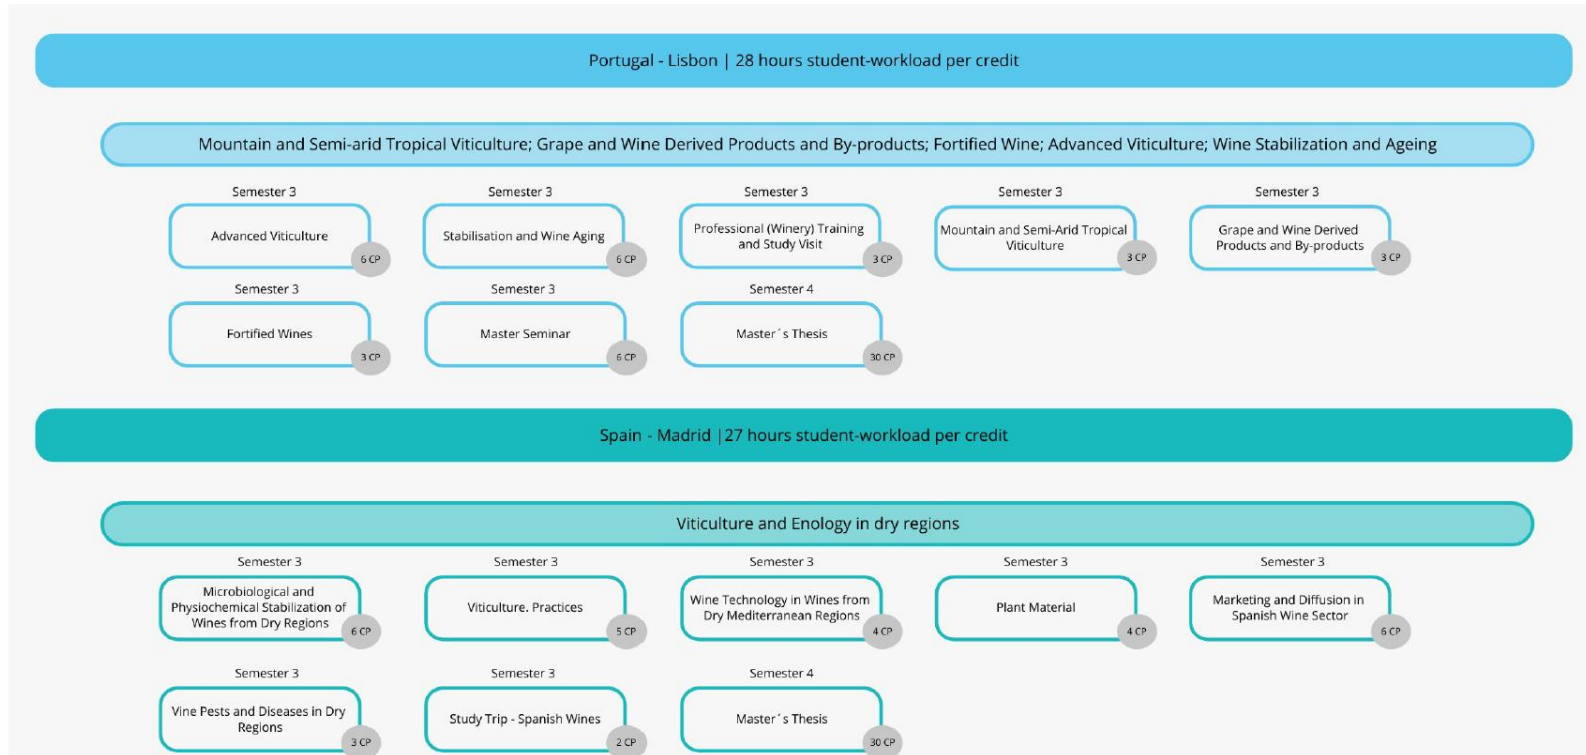 Portugal - Lisbon | 28 hours student-workload per credit
Mountain and Semi-arid Tropical Viticulture; Grape and Wine Derived Products and By-products; Fortified Wine; Advanced Viticulture; Wine Stabilization and Ageing
Semester 3
Advanced Viticulture
6 CP
Semester 3
Stabilisation and Wine Aging
6 CP
Semester 3
Professional (Winery) Training
and Study Visit
3 CP
Semester 3
Mountain and Semi-Arid Tropical
Viticulture
3 CP
Semester 3
Grape and Wine Derived
Products and By-products
3 CP
Semester 3
Fortified Wines
3 CP
Semester 3
Master Seminar
6 CP
Semester 4
Master´s Thesis
30 CP
Spain - Madrid |27 hours student-workload per credit
Viticulture and Enology in dry regions
Semester 3
Microbiological and
Physiochemical Stabilization of
Wines from Dry Regions
6 CP
Semester 3
Viticulture. Practices
5 CP
Semester 3
Wine Technology in Wines from
Dry Mediterranean Regions
4 CP
Semester 3
Plant Material
4 CP
Semester 3
Marketing and Diffusion in
Spanish Wine Sector
6 CP
Semester 3
Vine Pests and Diseases in Dry
Regions
3 CP
Semester 3
Study Trip - Spanish Wines
2 CP
Semester 4
Master´s Thesis
30 CP